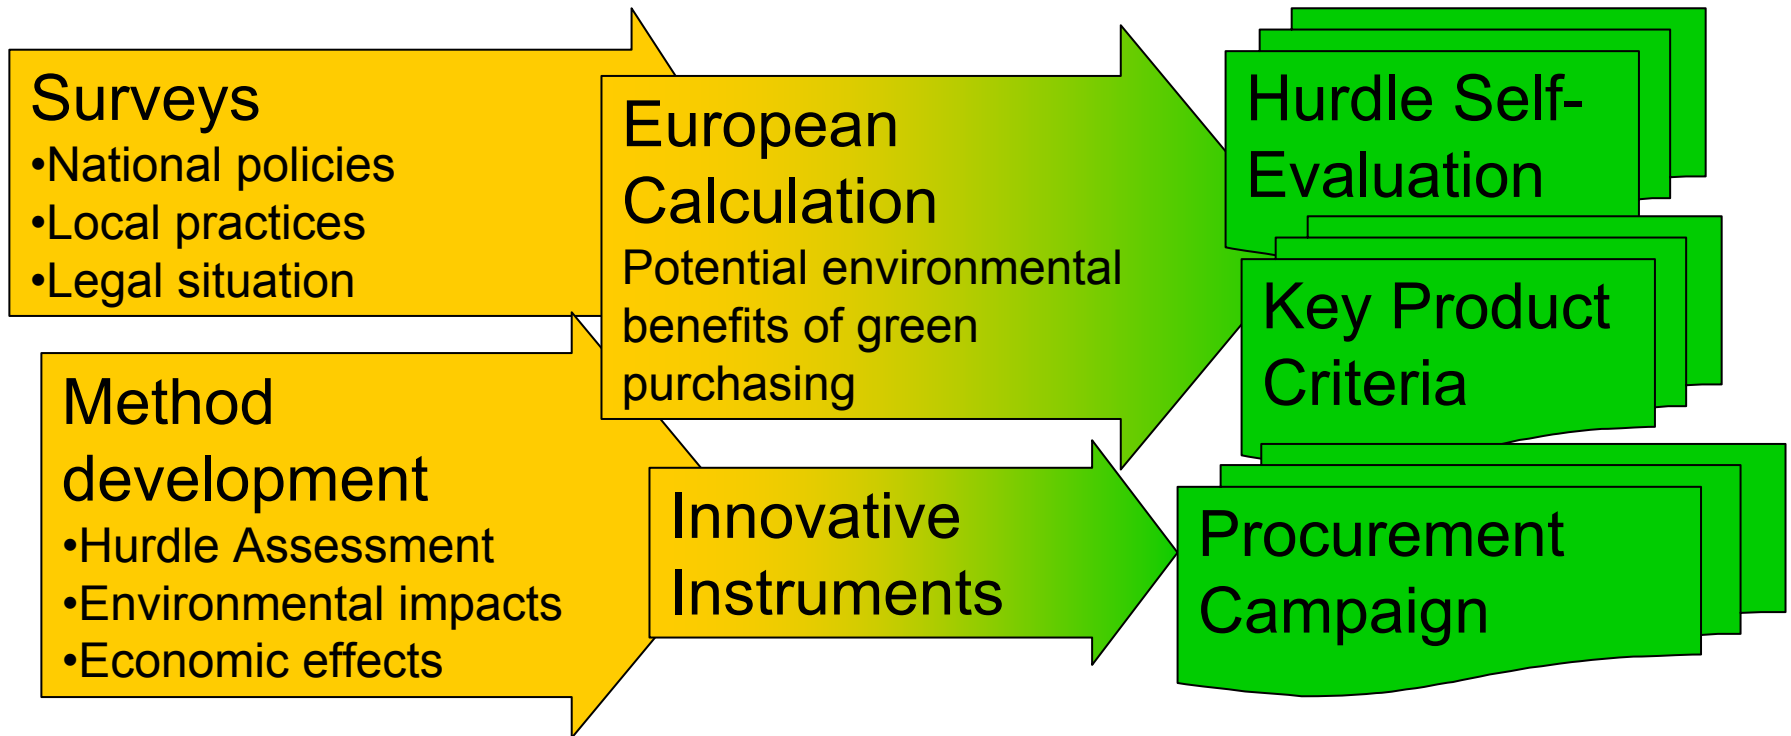 Surveys
•National policies
•Local practices
•Legal situation
Method
development
•Hurdle Assessment
•Environmental impacts
•Economic effects
European
Calculation
Potential environmental
benefits of green
purchasing
Innovative
Instruments
Hurdle Self-
Evaluation
Key Product
Criteria
Procurement
Campaign